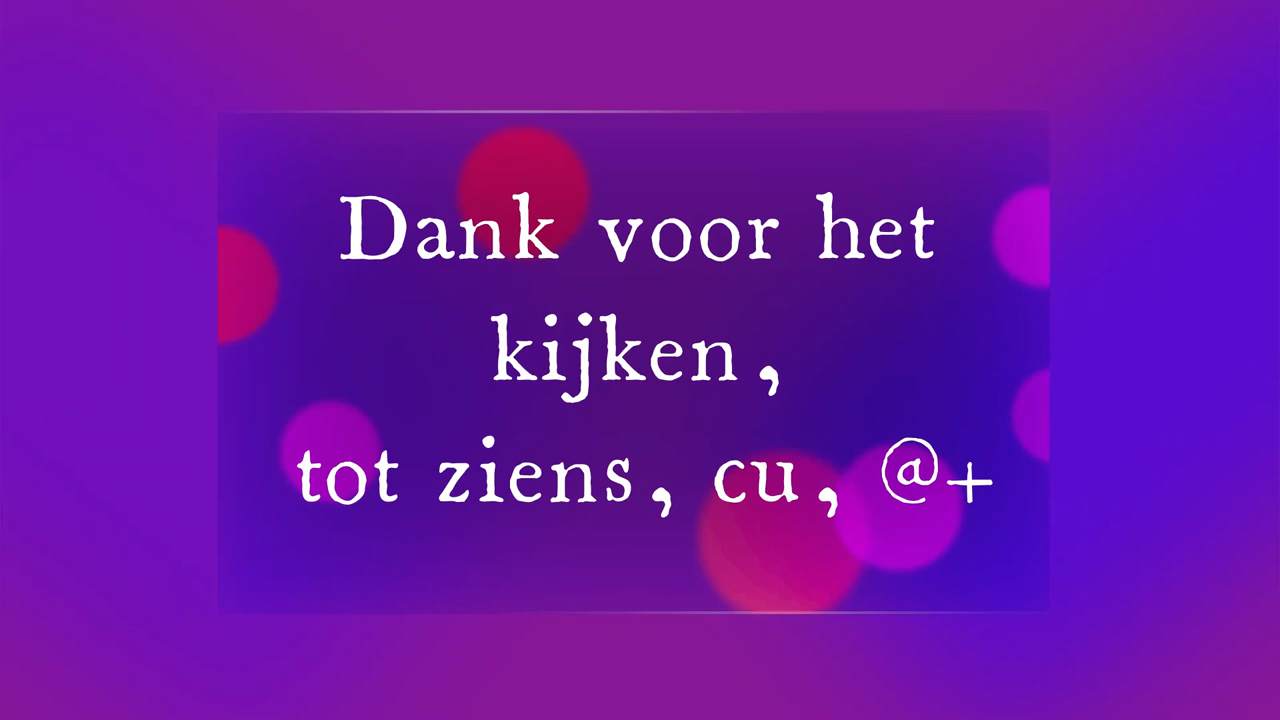 Dank voor het
kijken,
tot ziens, cu, @+